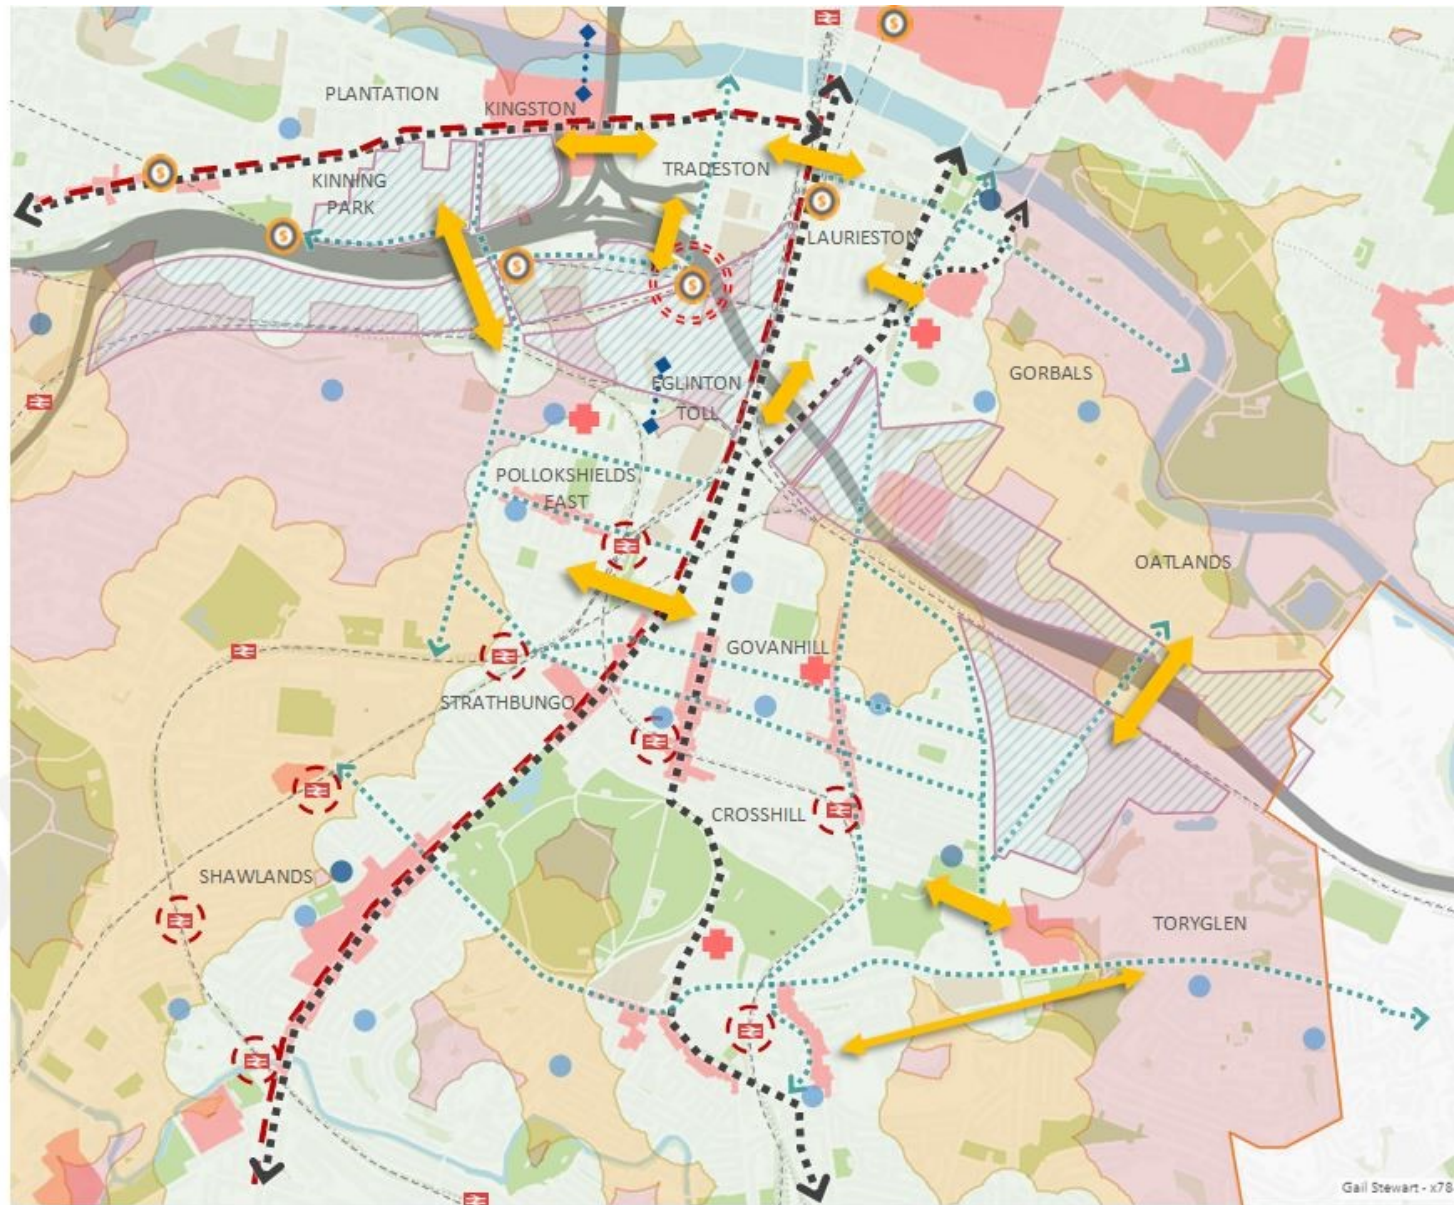 PLANTATION
KINGSTON
TRADESTON
KINNING
PARK
LAURIESTON
GORBALS
EGLINTON
TOLL
POLLOKSHIELDS
EAST
OATLANDS
GOVANHILL
STRATHBUNGO
CROSSHILL
SHAWLANDS
TORYGLEN
Gail Stewart - x78
S
S
S
S
S
S